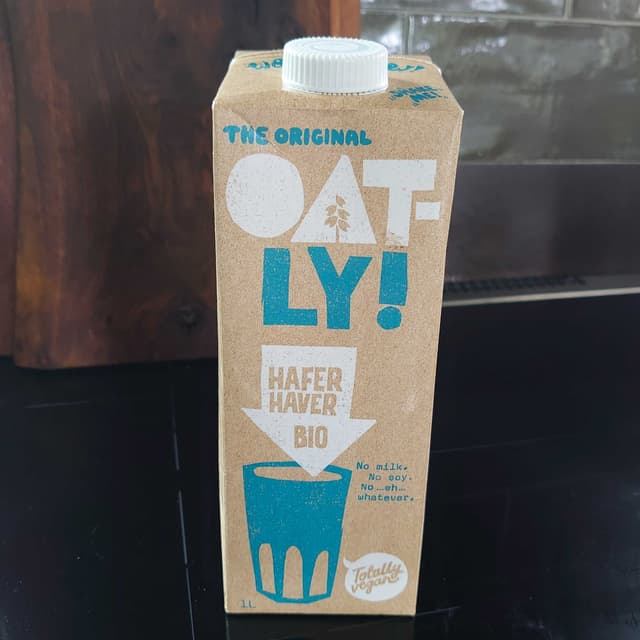 THE ORIGINAL
OAT-
LY!
HAFER
HAVER
BIO
No milk.
No soy.
No...eh...
whatever.
Totally
vegan!
1L